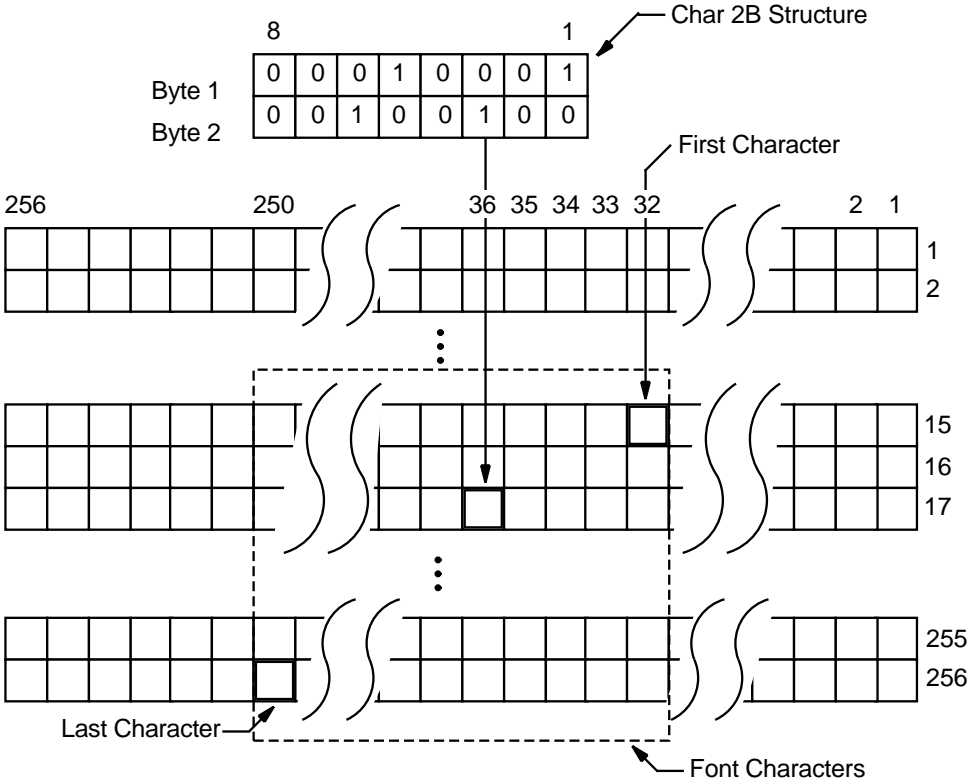 Char 2B Structure
8 1
Byte 1 0 0 0 1 0 0 0 1
Byte 2 0 0 1 0 0 1 0 0
First Character
256 250 36 35 34 33 32 2 1
1
2
15
16
17
255
256
Last Character
Font Characters